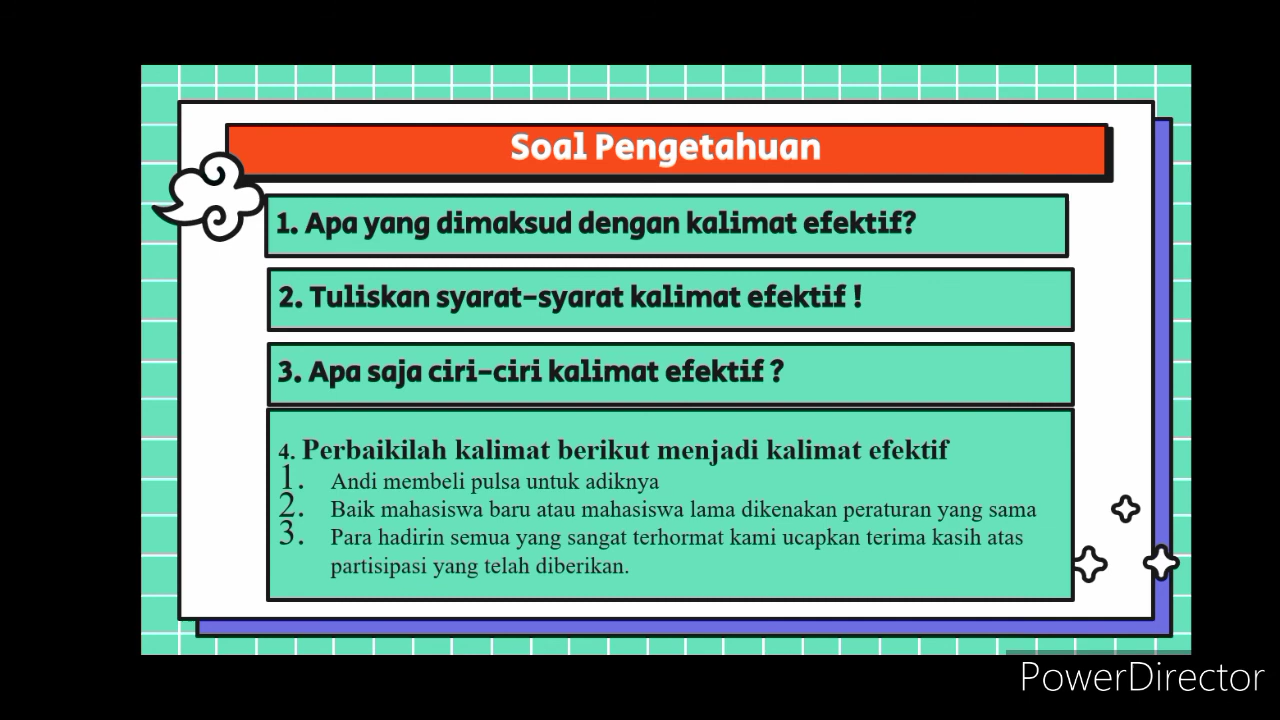 Soal Pengetahuan
1. Apa yang dimaksud dengan kalimat efektif?
2. Tuliskan syarat-syarat kalimat efektif !
3. Apa saja ciri-ciri kalimat efektif ?
4. Perbaikilah kalimat berikut menjadi kalimat efektif
1. Andi membeli pulsa untuk adiknya
2. Baik mahasiswa baru atau mahasiswa lama dikenakan peraturan yang sama
3. Para hadirin semua yang sangat terhormat kami ucapkan terima kasih atas
partisipasi yang telah diberikan.
PowerDirector